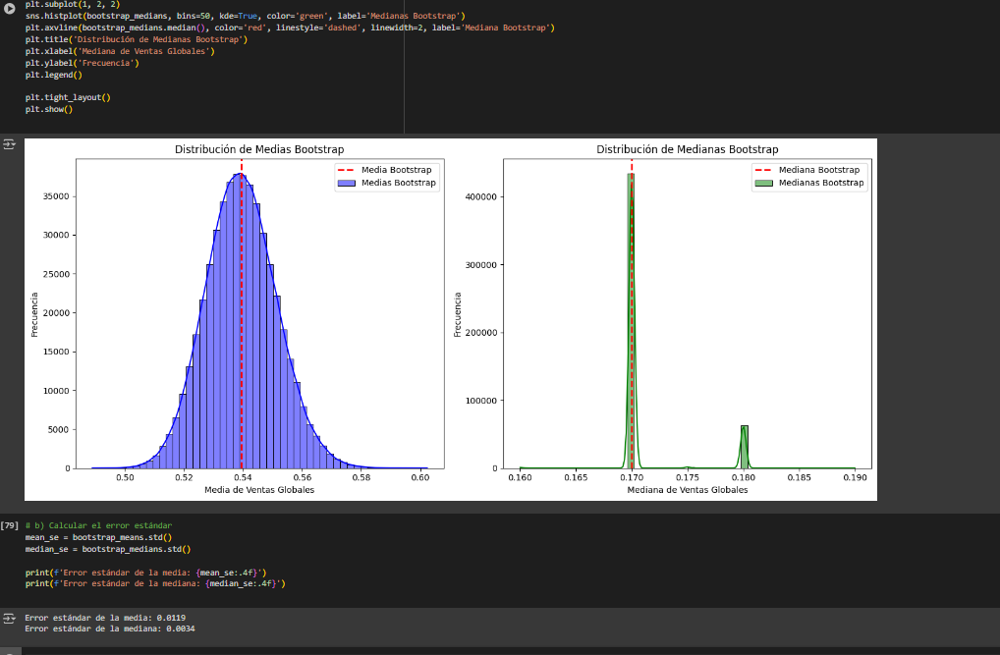 plt.subplot(1, 2, 2)
sns.histplot(bootstrap_medians, bins=50, kde=True, color='green', label='Medianas Bootstrap')
plt.axvline(bootstrap_medians.median(), color='red', linestyle='dashed', linewidth=2, label='Mediana Bootstrap')
plt.title('Distribución de Medianas Bootstrap')
plt.xlabel('Mediana de Ventas Globales')
plt.ylabel('Frecuencia')
plt.legend()
plt.tight_layout()
plt.show()
Distribución de Medias Bootstrap
Media Bootstrap
Medias Bootstrap
35000
30000
25000
20000
15000
10000
5000
0
Frecuencia
0.50 0.52 0.54 0.56 0.58 0.60
Media de Ventas Globales
Distribución de Medianas Bootstrap
Mediana Bootstrap
Medianas Bootstrap
400000
300000
200000
100000
0
Frecuencia
0.160 0.165 0.170 0.175 0.180 0.185 0.190
Mediana de Ventas Globales
[79] # b) Calcular el error estándar
mean_se = bootstrap_means.std()
median_se = bootstrap_medians.std()
print(f'Error estándar de la media: {mean_se:.4f}')
print(f'Error estándar de la mediana: {median_se:.4f}')
Error estándar de la media: 0.0119
Error estándar de la mediana: 0.0034